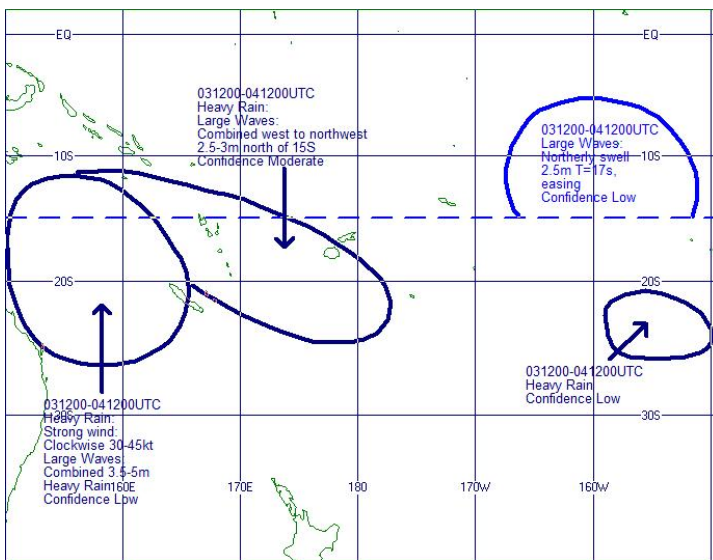 EQ
EQ
031200-041200UTC
Heavy Rain:
Large Waves:
Combined west to northwest
2.5-3m north of 15S
Confidence Moderate
031200-041200UTC
Large Waves:
Northerly swell
2.5m T=17s,
easing
Confidence Low
10S
10S
20S
20S
031200-041200UTC
Heavy Rain
Confidence Low
031200-041200UTC
Heavy Rain:
Strong wind:
Clockwise 30-45kt
Large Waves:
Combined 3.5-5m
Heavy Rain:
Confidence Low
30S
30S
160E
170E
180
170W
160W